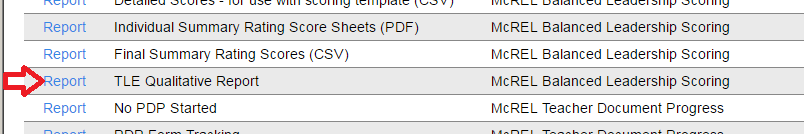 Report Detailed Scores - for use with scoring template (CSV) McREL Balanced Leadership Scoring
Report Individual Summary Rating Score Sheets (PDF) McREL Balanced Leadership Scoring
Report Final Summary Rating Scores (CSV) McREL Balanced Leadership Scoring
Report TLE Qualitative Report McREL Balanced Leadership Scoring
Report No PDP Started McREL Teacher Document Progress
Report PDP Form Tracking McREL Teacher Document Progress